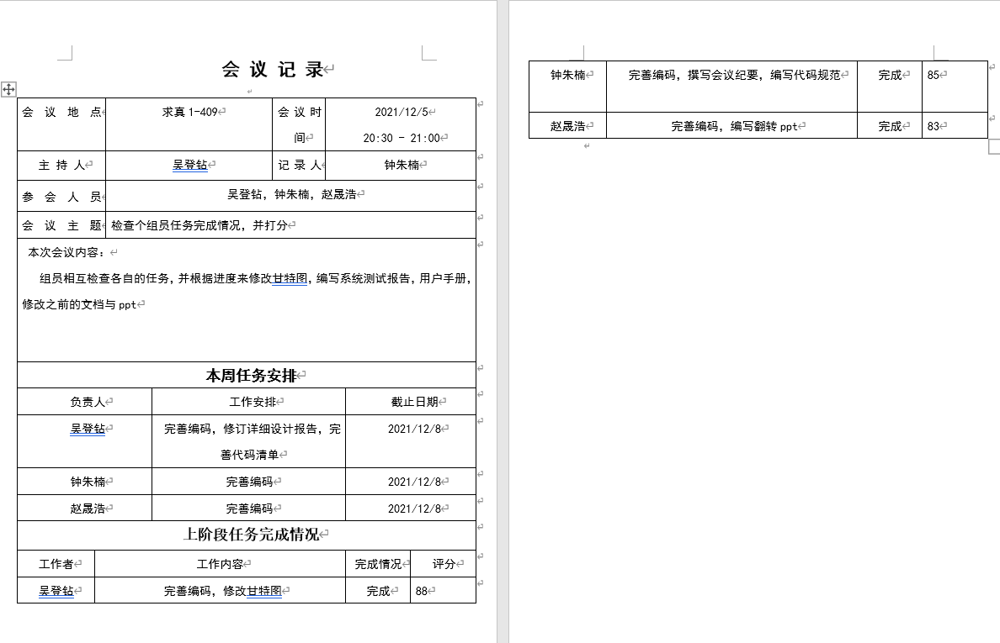 会 议 记 录
会 议 地 点 求真 1-409 会 议 时 间 2021/12/5
20:30 - 21:00
主 持 人 吴登钻 记 录 人 钟朱楠
参 会 人 员 吴登钻，钟朱楠，赵晟浩
会 议 主 题 检查个组员任务完成情况，并打分
本次会议内容：
组员相互检查各自的任务，并根据进度来修改甘特图，编写系统测试报告，用户手册，
修改之前的文档与 ppt
本周任务安排
负责人 工作安排 截止日期
吴登钻 完善编码，修订详细设计报告，完 2021/12/8
善代码清单
钟朱楠 完善编码 2021/12/8
赵晟浩 完善编码 2021/12/8
上阶段任务完成情况
工作者 工作内容 完成情况 评分
吴登钻 完善编码，修改甘特图 完成 88
钟朱楠 完善编码，撰写会议纪要，编写代码规范 完成 85
赵晟浩 完善编码，编写翻转 ppt 完成 83